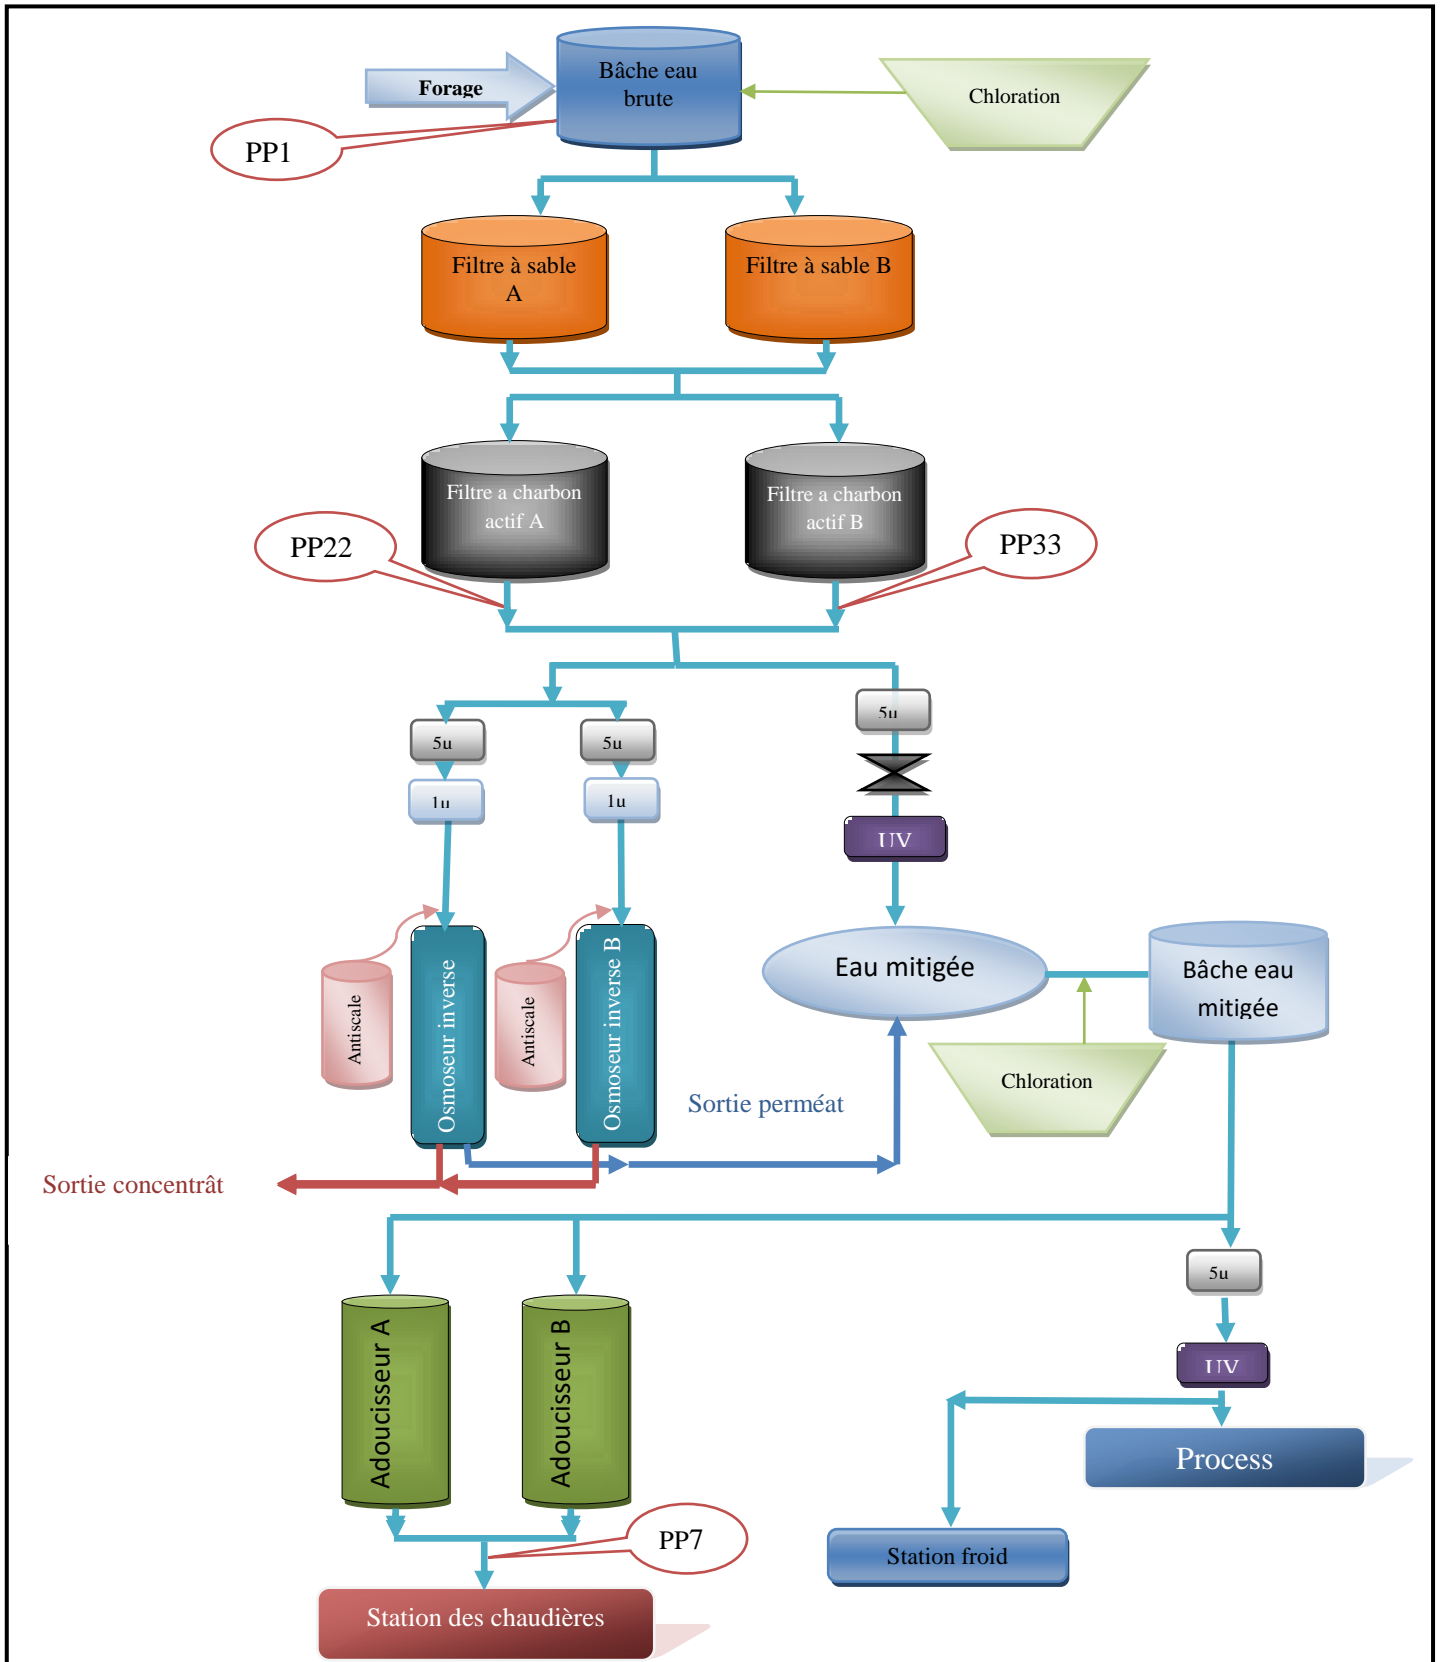 Forage
Bâche eau
brute
Chloration
PP1
Filtre à sable
A
Filtre à sable B
Filtre a charbon
actif A
Filtre a charbon
actif B
PP22
PP33
5u
5u
5u
1u
1u
UV
Antiscale
Osmoseur inverse
Antiscale
Osmoseur inverse B
Eau mitigée
Bâche eau
mitigée
Chloration
Sortie perméat
Sortie concentrât
5u
UV
Adoucisseur A
Adoucisseur B
Process
PP7
Station froid
Station des chaudières